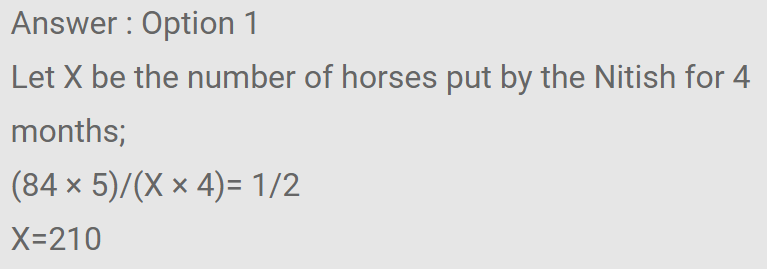 Answer : Option 1
Let X be the number of horses put by the Nitish for 4
months;
(84 × 5)/(X × 4)= 1/2
X=210